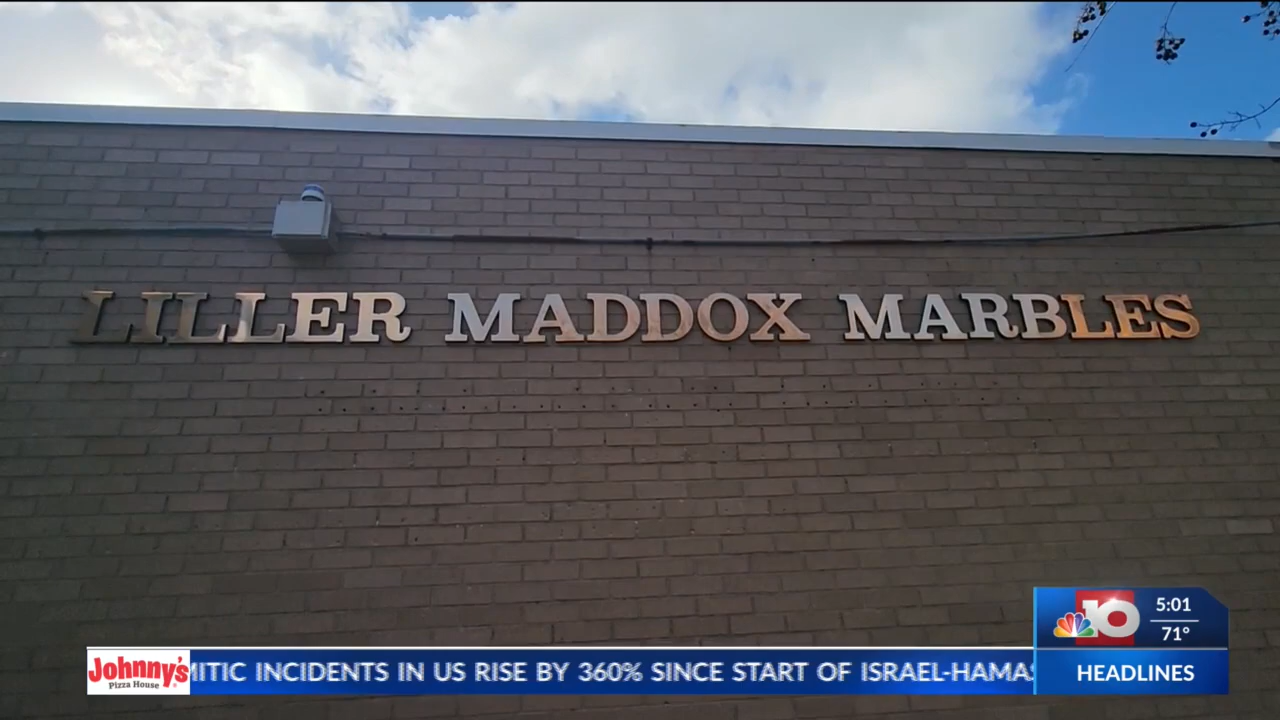 LILLER MADDOX MARBLES
10
5:01
71°
Johnny's
Pizza House
MITIC INCIDENTS IN US RISE BY 360% SINCE START OF ISRAEL-HAMAS
HEADLINES